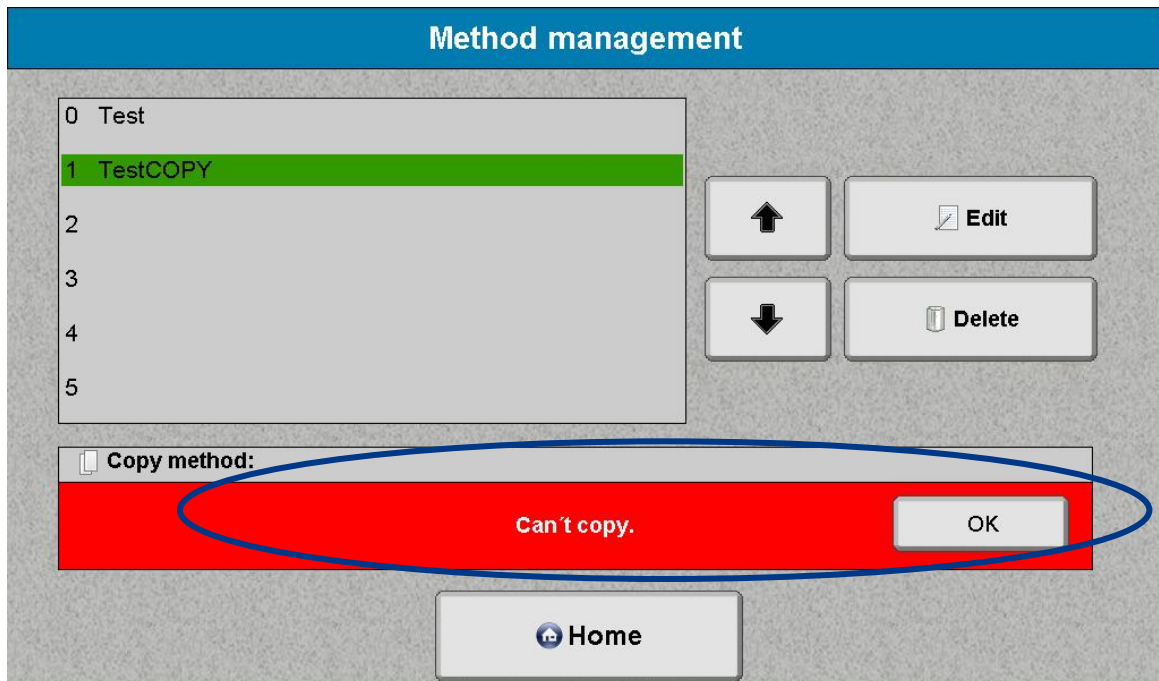 Method management
0 Test
1 TestCOPY
2
3
4
5
Edit
Delete
Copy method:
Can´t copy.
OK
Home